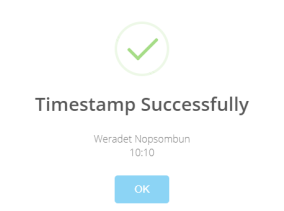 Timestamp Successfully
Weradet Nopsombun
10:10
OK